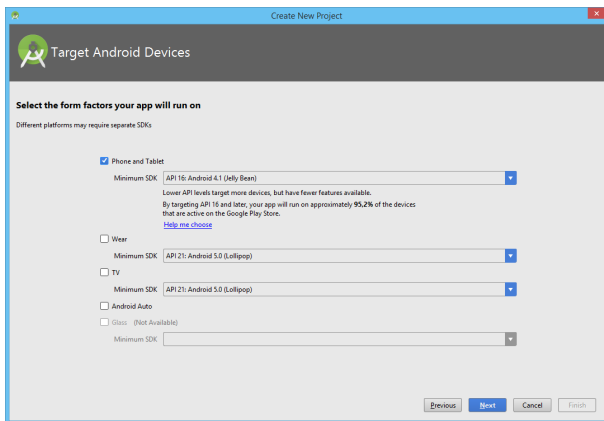 Create New Project
Target Android Devices
Select the form factors your app will run on
Different platforms may require separate SDKs
Phone and Tablet
Minimum SDK API 16: Android 4.1 (Jelly Bean)
Lower API levels target more devices, but have fewer features available.
By targeting API 16 and later, your app will run on approximately 95,2% of the devices
that are active on the Google Play Store.
Help me choose
Wear
Minimum SDK API 21: Android 5.0 (Lollipop)
TV
Minimum SDK API 21: Android 5.0 (Lollipop)
Android Auto
Glass (Not Available)
Minimum SDK
Previous Next Cancel Finish